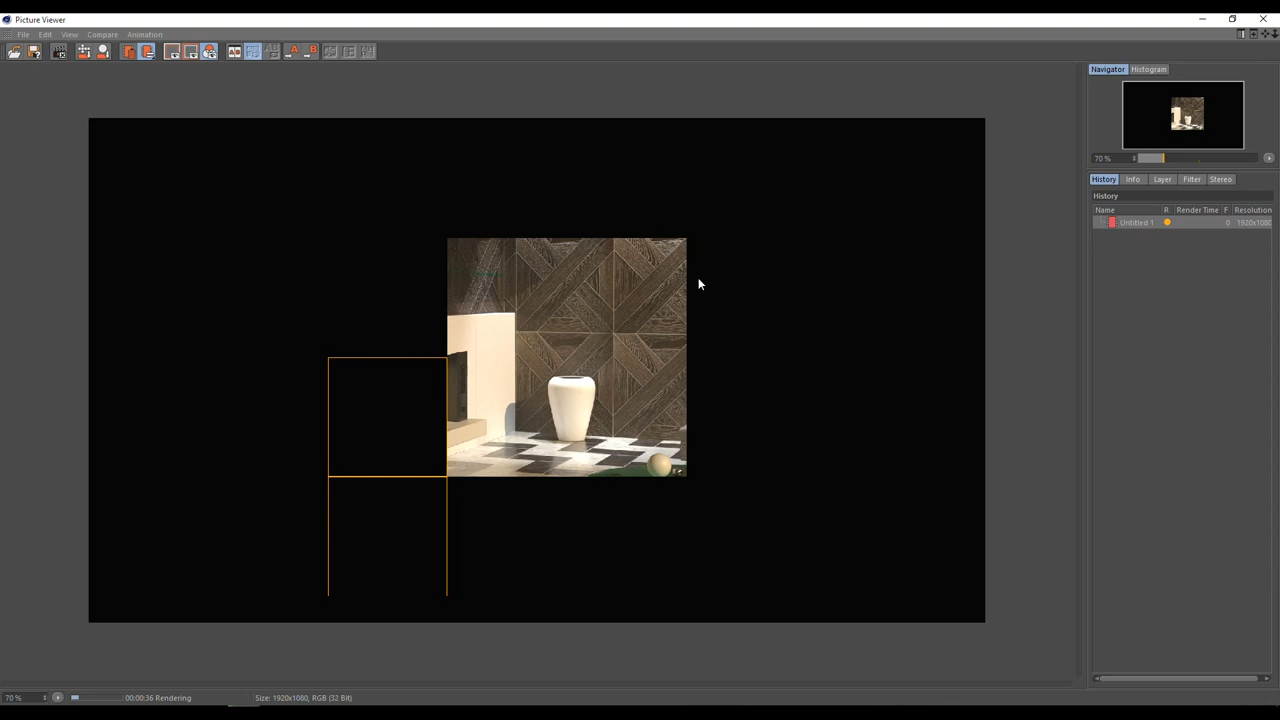 Picture Viewer
File Edit View Compare Animation
Navigator Histogram
70 %
History Info Layer Filter Stereo
History
Name R Render Time F Resolution
Untitled 1 0 1920x1080
70 % 00:00:36 Rendering Size: 1920x1080, RGB (32 Bit)